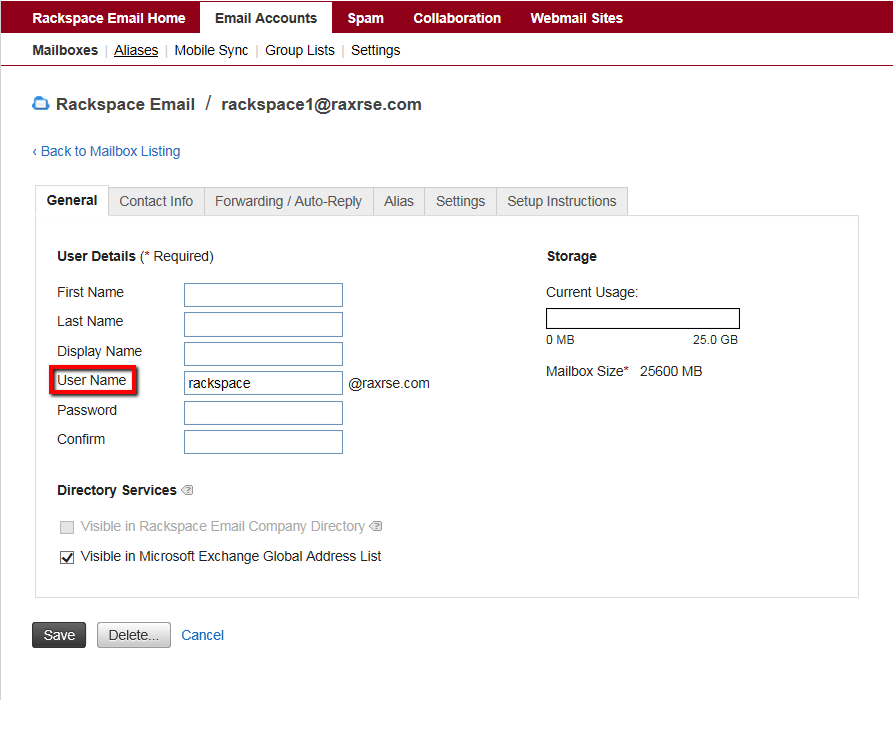 Rackspace Email Home Email Accounts Spam Collaboration Webmail Sites
Mailboxes | Aliases | Mobile Sync | Group Lists | Settings
Rackspace Email / rackspace1@raxrse.com
‹ Back to Mailbox Listing
General Contact Info Forwarding / Auto-Reply Alias Settings Setup Instructions
User Details (* Required)
First Name
Last Name
Display Name
User Name rackspace @raxrse.com
Password
Confirm
Storage
Current Usage:
0 MB 25.0 GB
Mailbox Size* 25600 MB
Directory Services ?
Visible in Rackspace Email Company Directory ?
Visible in Microsoft Exchange Global Address List
Save Delete... Cancel